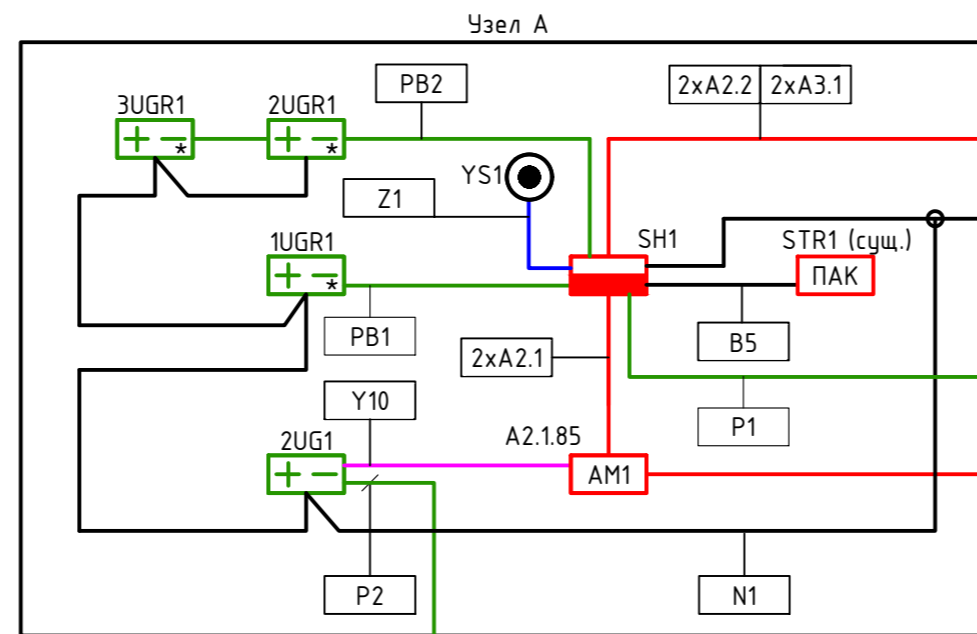 Узел А
PB2
2xA2.2 2xA3.1
3UGR1 2UGR1
+ −* + −*
YS1
Z1
SH1 STR1 (сущ.)
1UGR1
+ −* ПАК
PB1 B5
2xA2.1
Y10 P1
2UG1 A2.1.85
+ − AM1
P2 N1